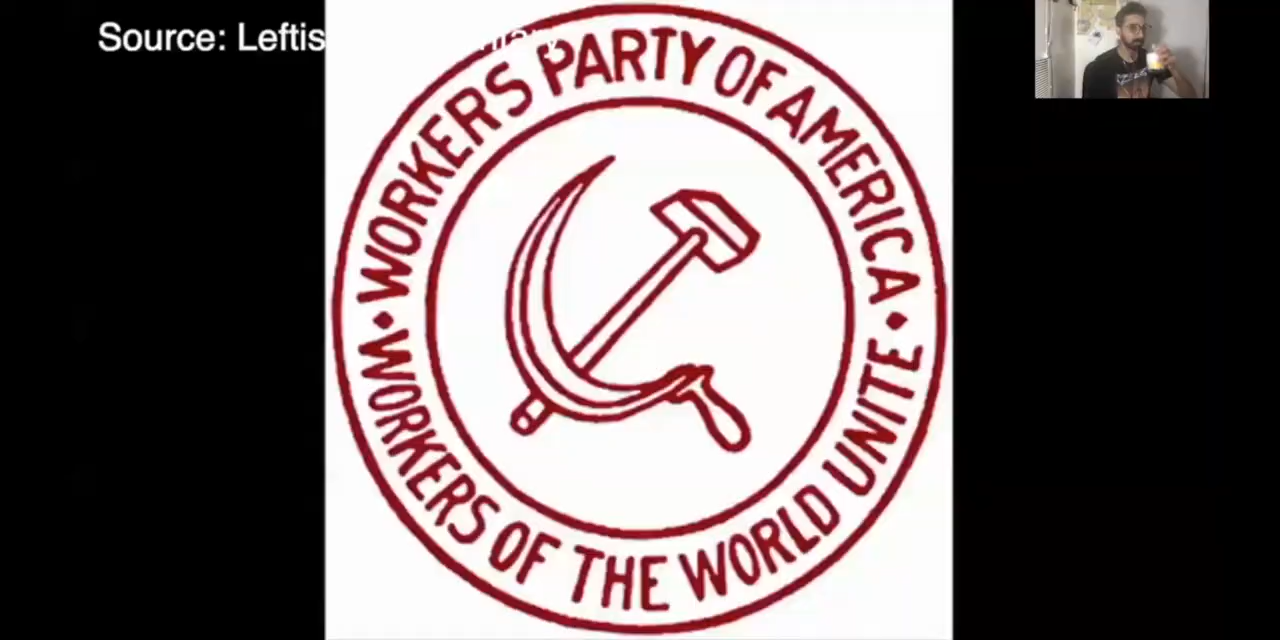 Source: Leftis
WORKERS PARTY OF AMERICA
WORKERS OF THE WORLD UNITE